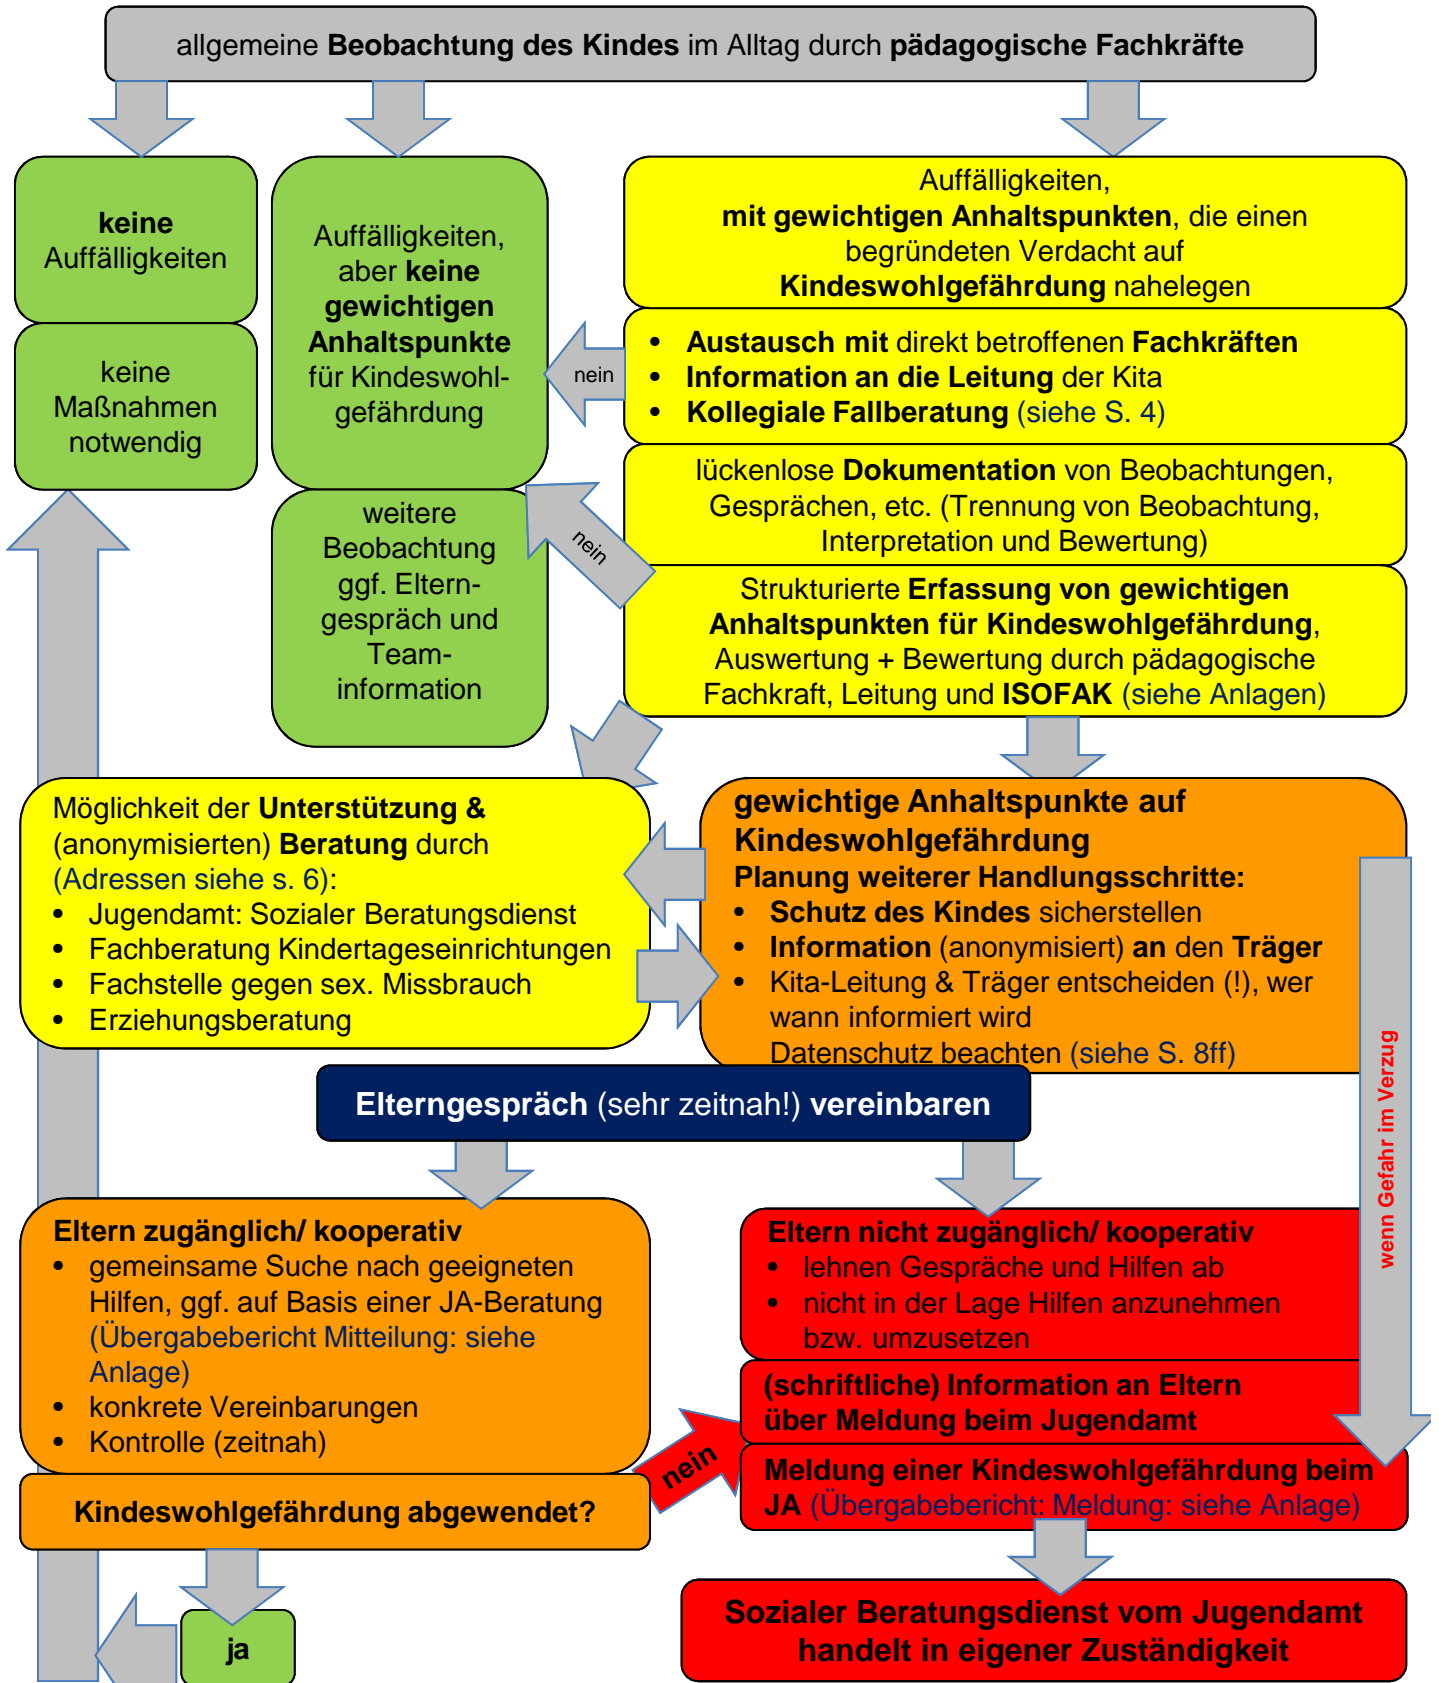 allgemeine Beobachtung des Kindes im Alltag durch pädagogische Fachkräfte
keine
Auffälligkeiten
keine
Maßnahmen
notwendig
Auffälligkeiten,
aber keine
gewichtigen
Anhaltspunkte
für Kindeswohl-
gefährdung
weitere
Beobachtung
ggf. Eltern-
gespräch und
Team-
information
Auffälligkeiten,
mit gewichtigen Anhaltspunkten, die einen
begründeten Verdacht auf
Kindeswohlgefährdung nahelegen
nein
• Austausch mit direkt betroffenen Fachkräften
• Information an die Leitung der Kita
• Kollegiale Fallberatung (siehe S. 4)
lückenlose Dokumentation von Beobachtungen,
Gesprächen, etc. (Trennung von Beobachtung,
Interpretation und Bewertung)
nein
Strukturierte Erfassung von gewichtigen
Anhaltspunkten für Kindeswohlgefährdung,
Auswertung + Bewertung durch pädagogische
Fachkraft, Leitung und ISOFAK (siehe Anlagen)
Möglichkeit der Unterstützung &
(anonymisierten) Beratung durch
(Adressen siehe s. 6):
• Jugendamt: Sozialer Beratungsdienst
• Fachberatung Kindertageseinrichtungen
• Fachstelle gegen sex. Missbrauch
• Erziehungsberatung
gewichtige Anhaltspunkte auf
Kindeswohlgefährdung
Planung weiterer Handlungsschritte:
• Schutz des Kindes sicherstellen
• Information (anonymisiert) an den Träger
• Kita-Leitung & Träger entscheiden (!), wer
wann informiert wird
Datenschutz beachten (siehe S. 8ff)
wenn Gefahr im Verzug
Elterngespräch (sehr zeitnah!) vereinbaren
Eltern zugänglich/ kooperativ
• gemeinsame Suche nach geeigneten
Hilfen, ggf. auf Basis einer JA-Beratung
(Übergabebericht Mitteilung: siehe
Anlage)
• konkrete Vereinbarungen
• Kontrolle (zeitnah)
Kindeswohlgefährdung abgewendet?
nein
ja
Eltern nicht zugänglich/ kooperativ
• lehnen Gespräche und Hilfen ab
• nicht in der Lage Hilfen anzunehmen
bzw. umzusetzen
(schriftliche) Information an Eltern
über Meldung beim Jugendamt
Meldung einer Kindeswohlgefährdung beim
JA (Übergabebericht: Meldung: siehe Anlage)
Sozialer Beratungsdienst vom Jugendamt
handelt in eigener Zuständigkeit